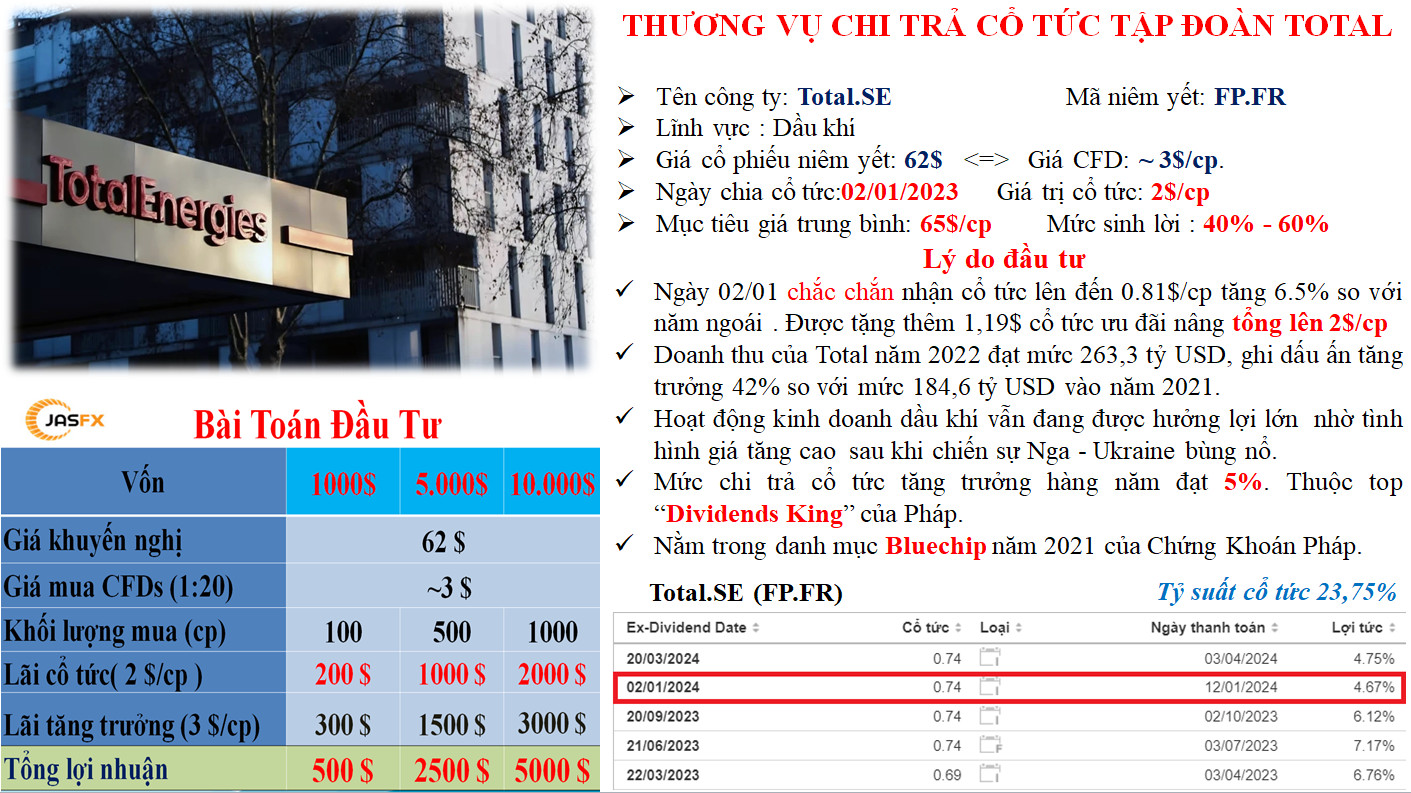 TotalEnergies
THƯƠNG VỤ CHI TRẢ CỔ TỨC TẬP ĐOÀN TOTAL
Tên công ty: Total.SE Mã niêm yết: FP.FR
Lĩnh vực : Dầu khí
Giá cổ phiếu niêm yết: 62$ <=> Giá CFD: ~ 3$/cp.
Ngày chia cổ tức:02/01/2023 Giá trị cổ tức: 2$/cp
Mục tiêu giá trung bình: 65$/cp Mức sinh lời : 40% - 60%
Lý do đầu tư
Ngày 02/01 chắc chắn nhận cổ tức lên đến 0.81$/cp tăng 6.5% so với
năm ngoái . Được tặng thêm 1,19$ cổ tức ưu đãi nâng tổng lên 2$/cp
Doanh thu của Total năm 2022 đạt mức 263,3 tỷ USD, ghi dấu ấn tăng
trưởng 42% so với mức 184,6 tỷ USD vào năm 2021.
Hoạt động kinh doanh dầu khí vẫn đang được hưởng lợi lớn nhờ tình
hình giá tăng cao sau khi chiến sự Nga - Ukraine bùng nổ.
Mức chi trả cổ tức tăng trưởng hàng năm đạt 5%. Thuộc top
“Dividends King” của Pháp.
Nằm trong danh mục Bluechip năm 2021 của Chứng Khoán Pháp.
JASFX
Bài Toán Đầu Tư
Vốn 1000$ 5.000$ 10.000$
Giá khuyến nghị 62 $
Giá mua CFDs (1:20) ~3 $
Khối lượng mua (cp) 100 500 1000
Lãi cổ tức( 2 $/cp ) 200 $ 1000 $ 2000 $
Lãi tăng trưởng (3 $/cp) 300 $ 1500 $ 3000 $
Tổng lợi nhuận 500 $ 2500 $ 5000 $
Total.SE (FP.FR) Tỷ suất cổ tức 23,75%
Ex-Dividend Date Cổ tức Loại Ngày thanh toán Lợi tức
20/03/2024 0.74 I 03/04/2024 4.75%
02/01/2024 0.74 I 12/01/2024 4.67%
20/09/2023 0.74 I 02/10/2023 6.12%
21/06/2023 0.74 F 03/07/2023 7.17%
22/03/2023 0.69 I 03/04/2023 6.76%